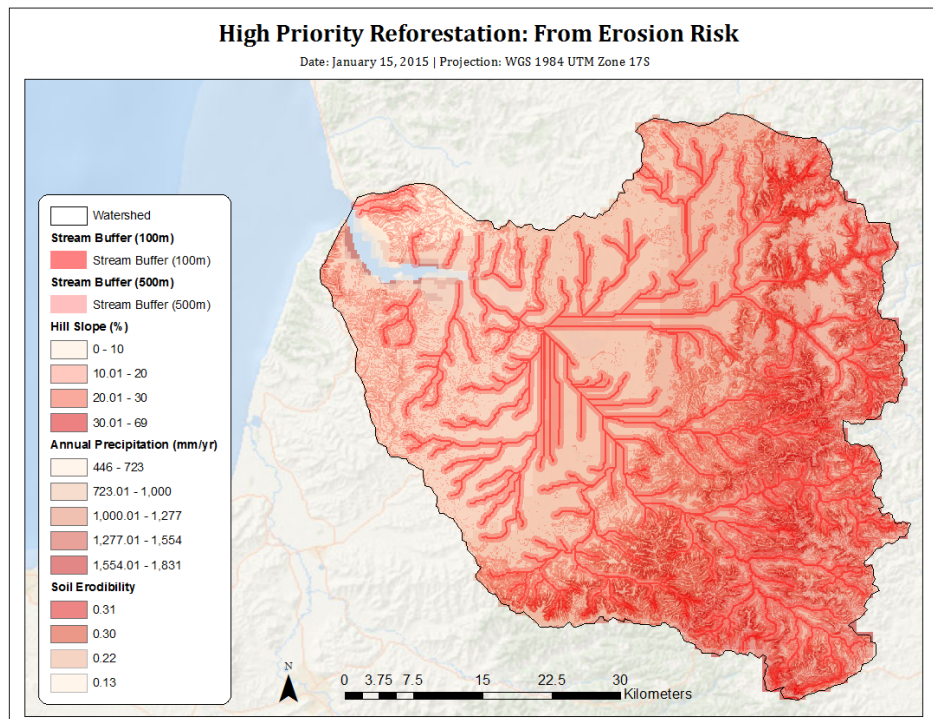 High Priority Reforestation: From Erosion Risk
Date: January 15, 2015 | Projection: WGS 1984 UTM Zone 17S
Watershed
Stream Buffer (100m)
Stream Buffer (100m)
Stream Buffer (500m)
Stream Buffer (500m)
Hill Slope (%)
0 - 10
10.01 - 20
20.01 - 30
30.01 - 69
Annual Precipitation (mm/yr)
446 - 723
723.01 - 1,000
1,000.01 - 1,277
1,277.01 - 1,554
1,554.01 - 1,831
Soil Erodibility
0.31
0.30
0.22
0.13
N
0 3.75 7.5 15 22.5 30
Kilometers